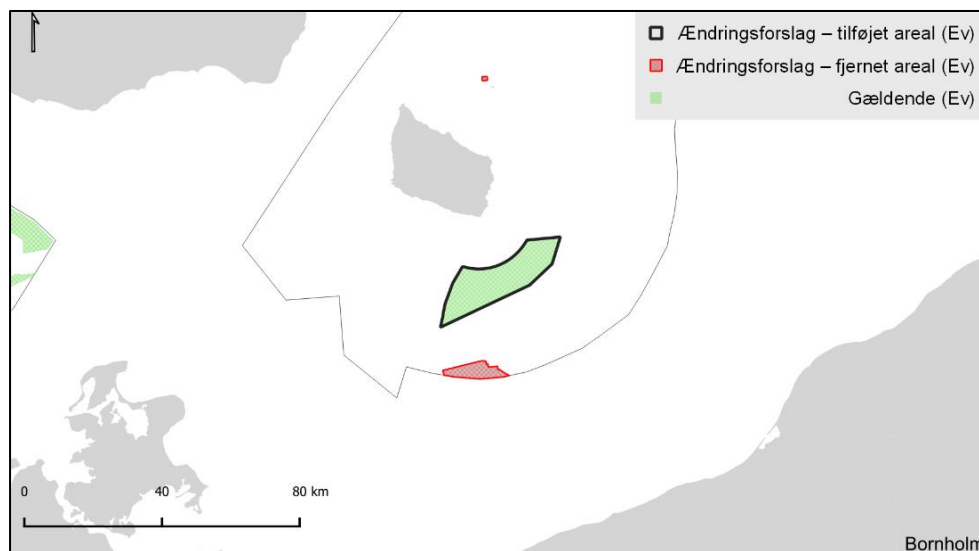 Ændringsforslag – tilføjet areal (Ev)
Ændringsforslag – fjernet areal (Ev)
Gældende (Ev)
0 40 80 km
Bornholm